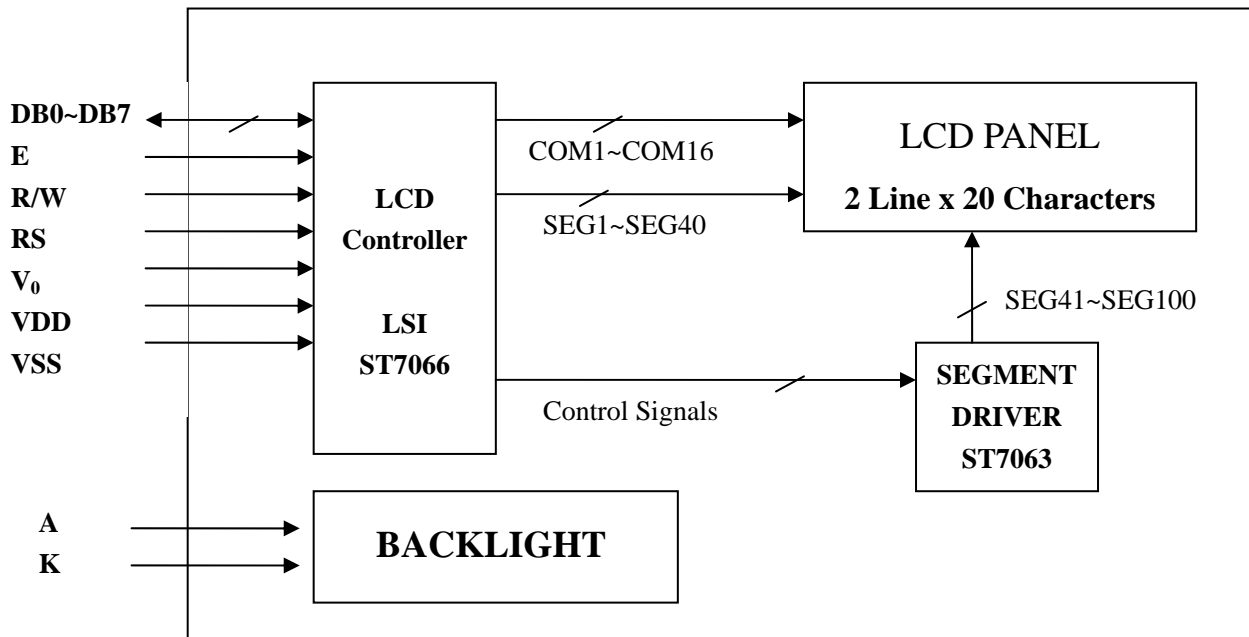 DB0~DB7
E
R/W
RS
V₀
VDD
VSS
LCD
Controller
LSI
ST7066
COM1~COM16
SEG1~SEG40
Control Signals
LCD PANEL
2 Line x 20 Characters
SEG41~SEG100
SEGMENT
DRIVER
ST7063
A
K
BACKLIGHT